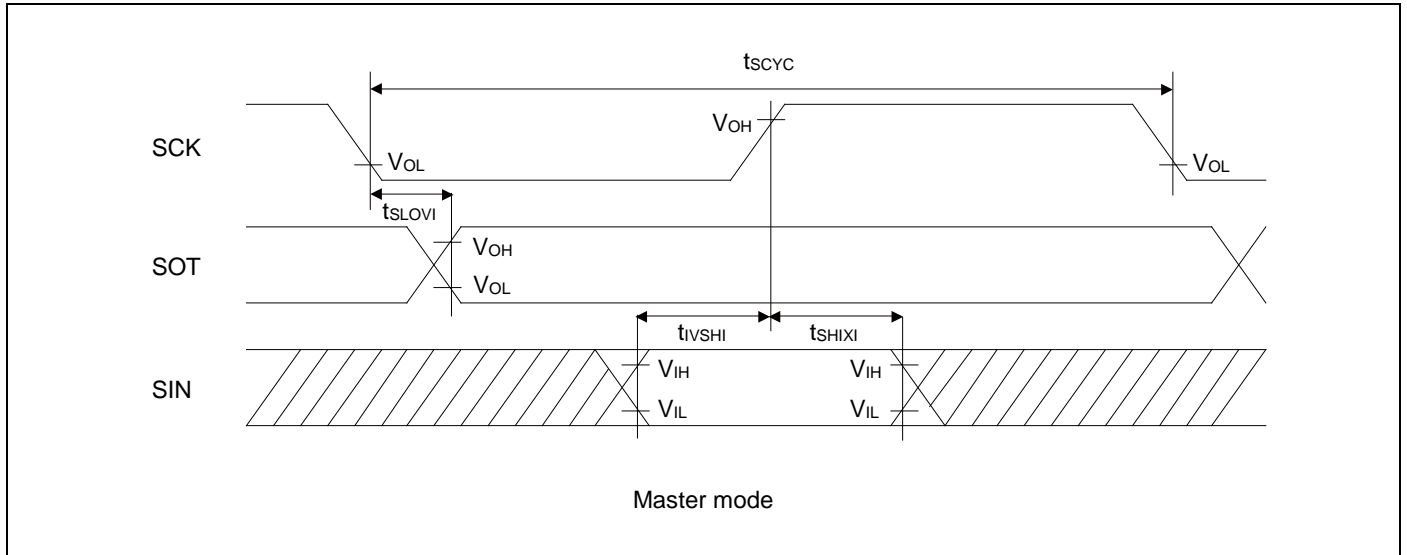 tSCYC
SCK
VOH
VOL
VOL
tSLOVI
SOT
VOH
VOL
tIVSHI
tSHIXI
SIN
VIH
VIH
VIL
VIL
Master mode